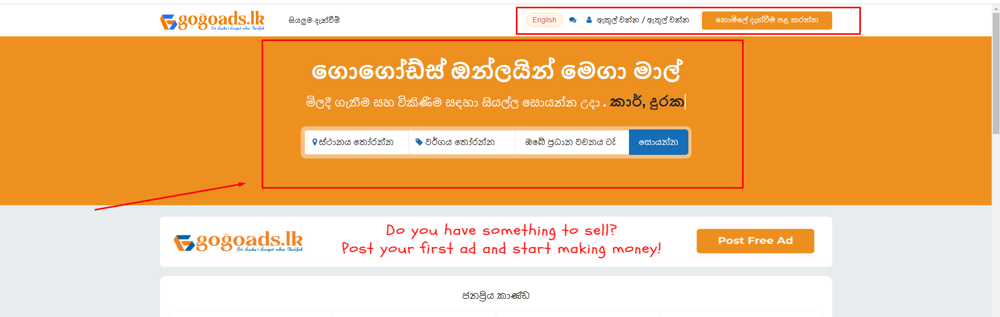 gogoads.lk
Sri Lanka's Largest online Classified
සියලුම දැන්වීම්
English
ඇතුල් වන්න / ඇතුල් වන්න
නොමිලේ දැන්වීම පළ කරන්න
ගොගෝඩ්ස් ඔන්ලයින් මෙගා මාල්
මිලදී ගැනීම සහ විකිණීම සඳහා සියල්ල සොයන්න උදා . කාර්, දුරක
ස්ථානය තෝරන්න
වර්ගය තෝරන්න
ඔබේ ප්‍රධාන වචනය ටයි
සොයන්න
gogoads.lk
Sri Lanka's Largest online Classified
Do you have something to sell?
Post your first ad and start making money!
Post Free Ad
ජනප්‍රිය කාණ්ඩ